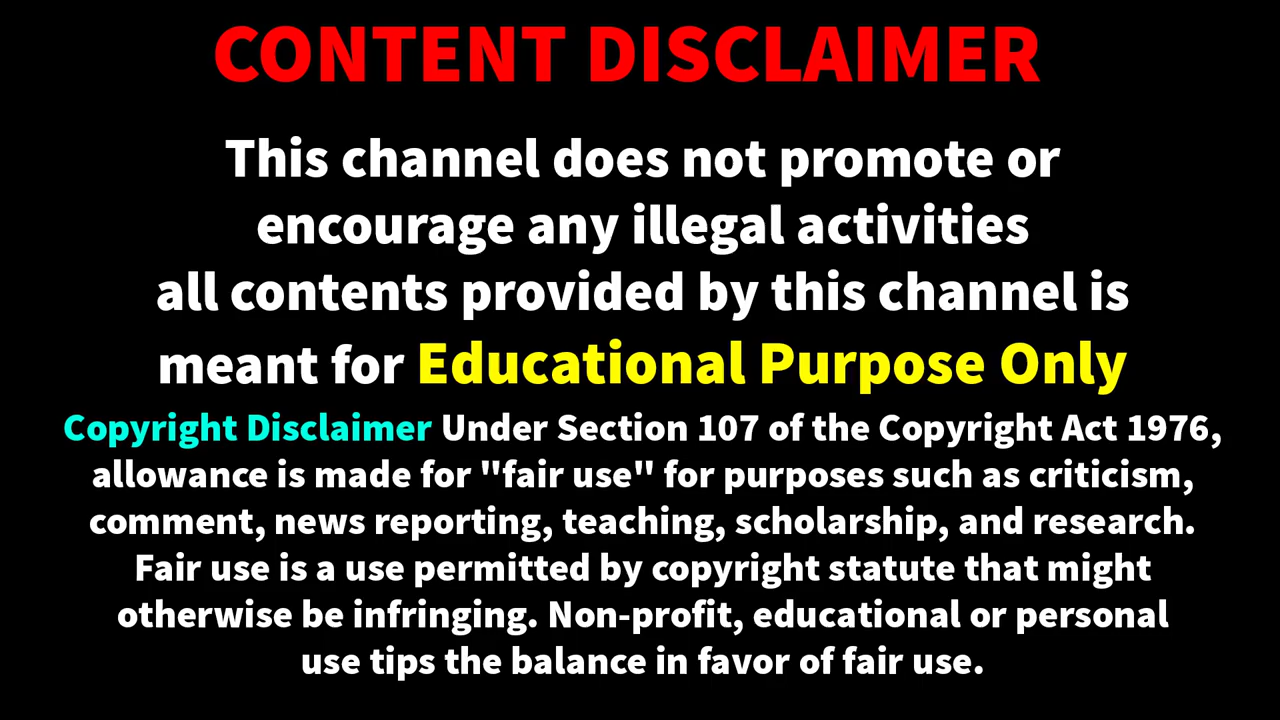 CONTENT DISCLAIMER
This channel does not promote or
encourage any illegal activities
all contents provided by this channel is
meant for Educational Purpose Only
Copyright Disclaimer Under Section 107 of the Copyright Act 1976,
allowance is made for "fair use" for purposes such as criticism,
comment, news reporting, teaching, scholarship, and research.
Fair use is a use permitted by copyright statute that might
otherwise be infringing. Non-profit, educational or personal
use tips the balance in favor of fair use.